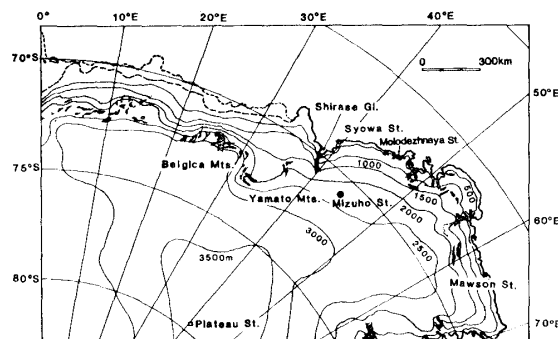 0° 10°E 20° 30°E 40°E
70°S
0 300km
Shirase Gl.
Syowa St.
Molodezhnaya St.
50°E
1000
500
75°S
Belgica Mts.
1500
Yamato Mts.
Mizuho St.
2000
60°E
3000
2500
3500m
80°S
Mawson St.
Plateau St.
70°E